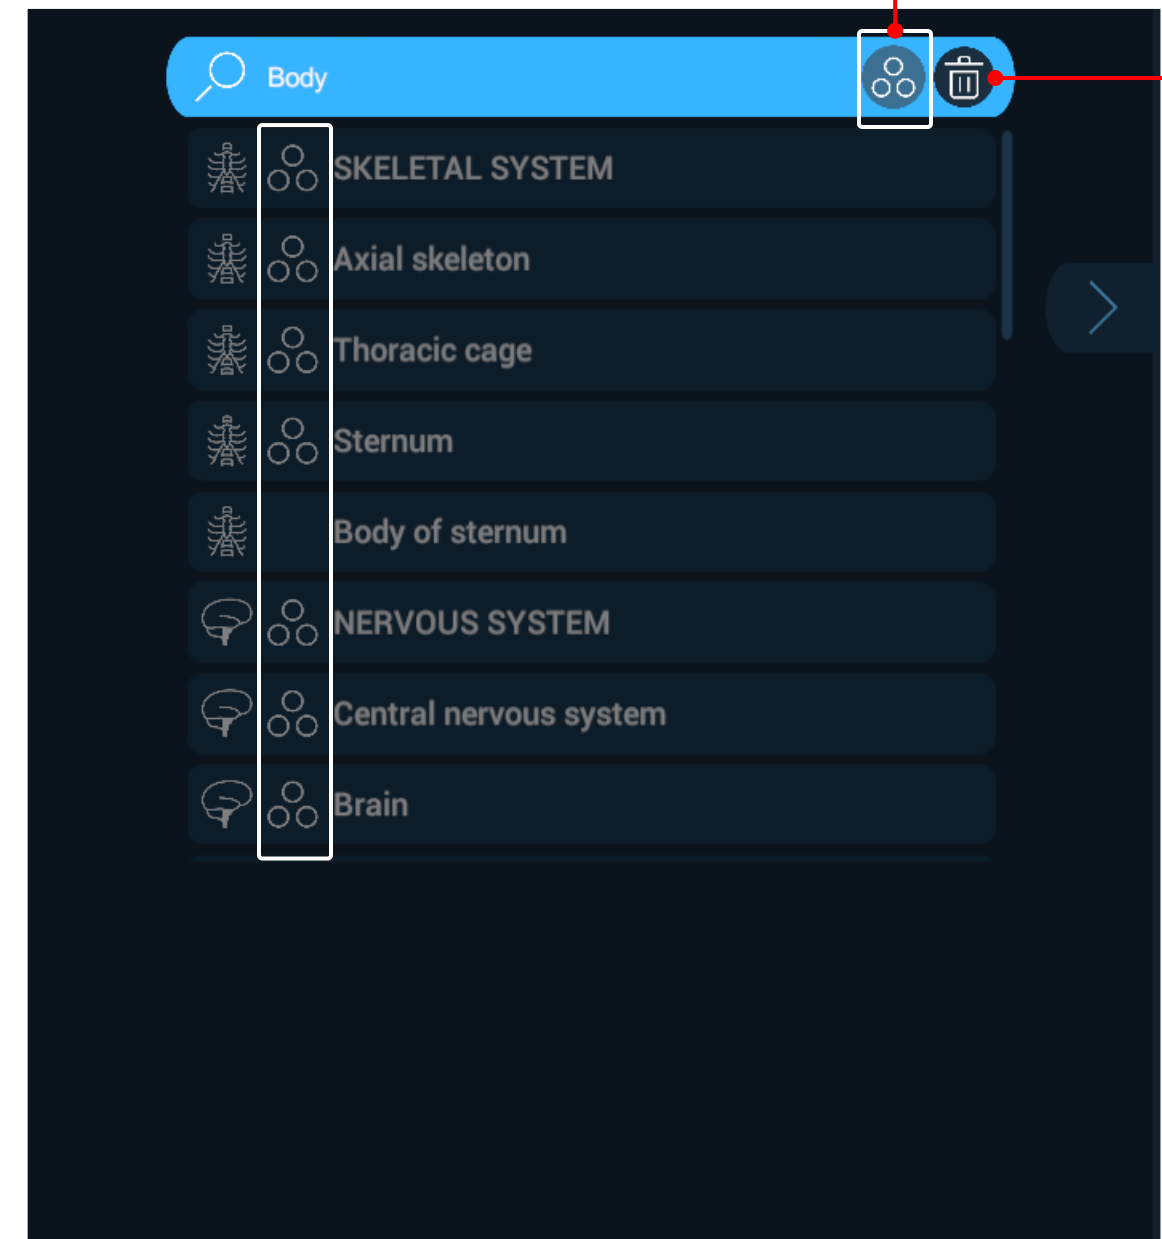 Body
SKELETAL SYSTEM
Axial skeleton
Thoracic cage
Sternum
Body of sternum
NERVOUS SYSTEM
Central nervous system
Brain